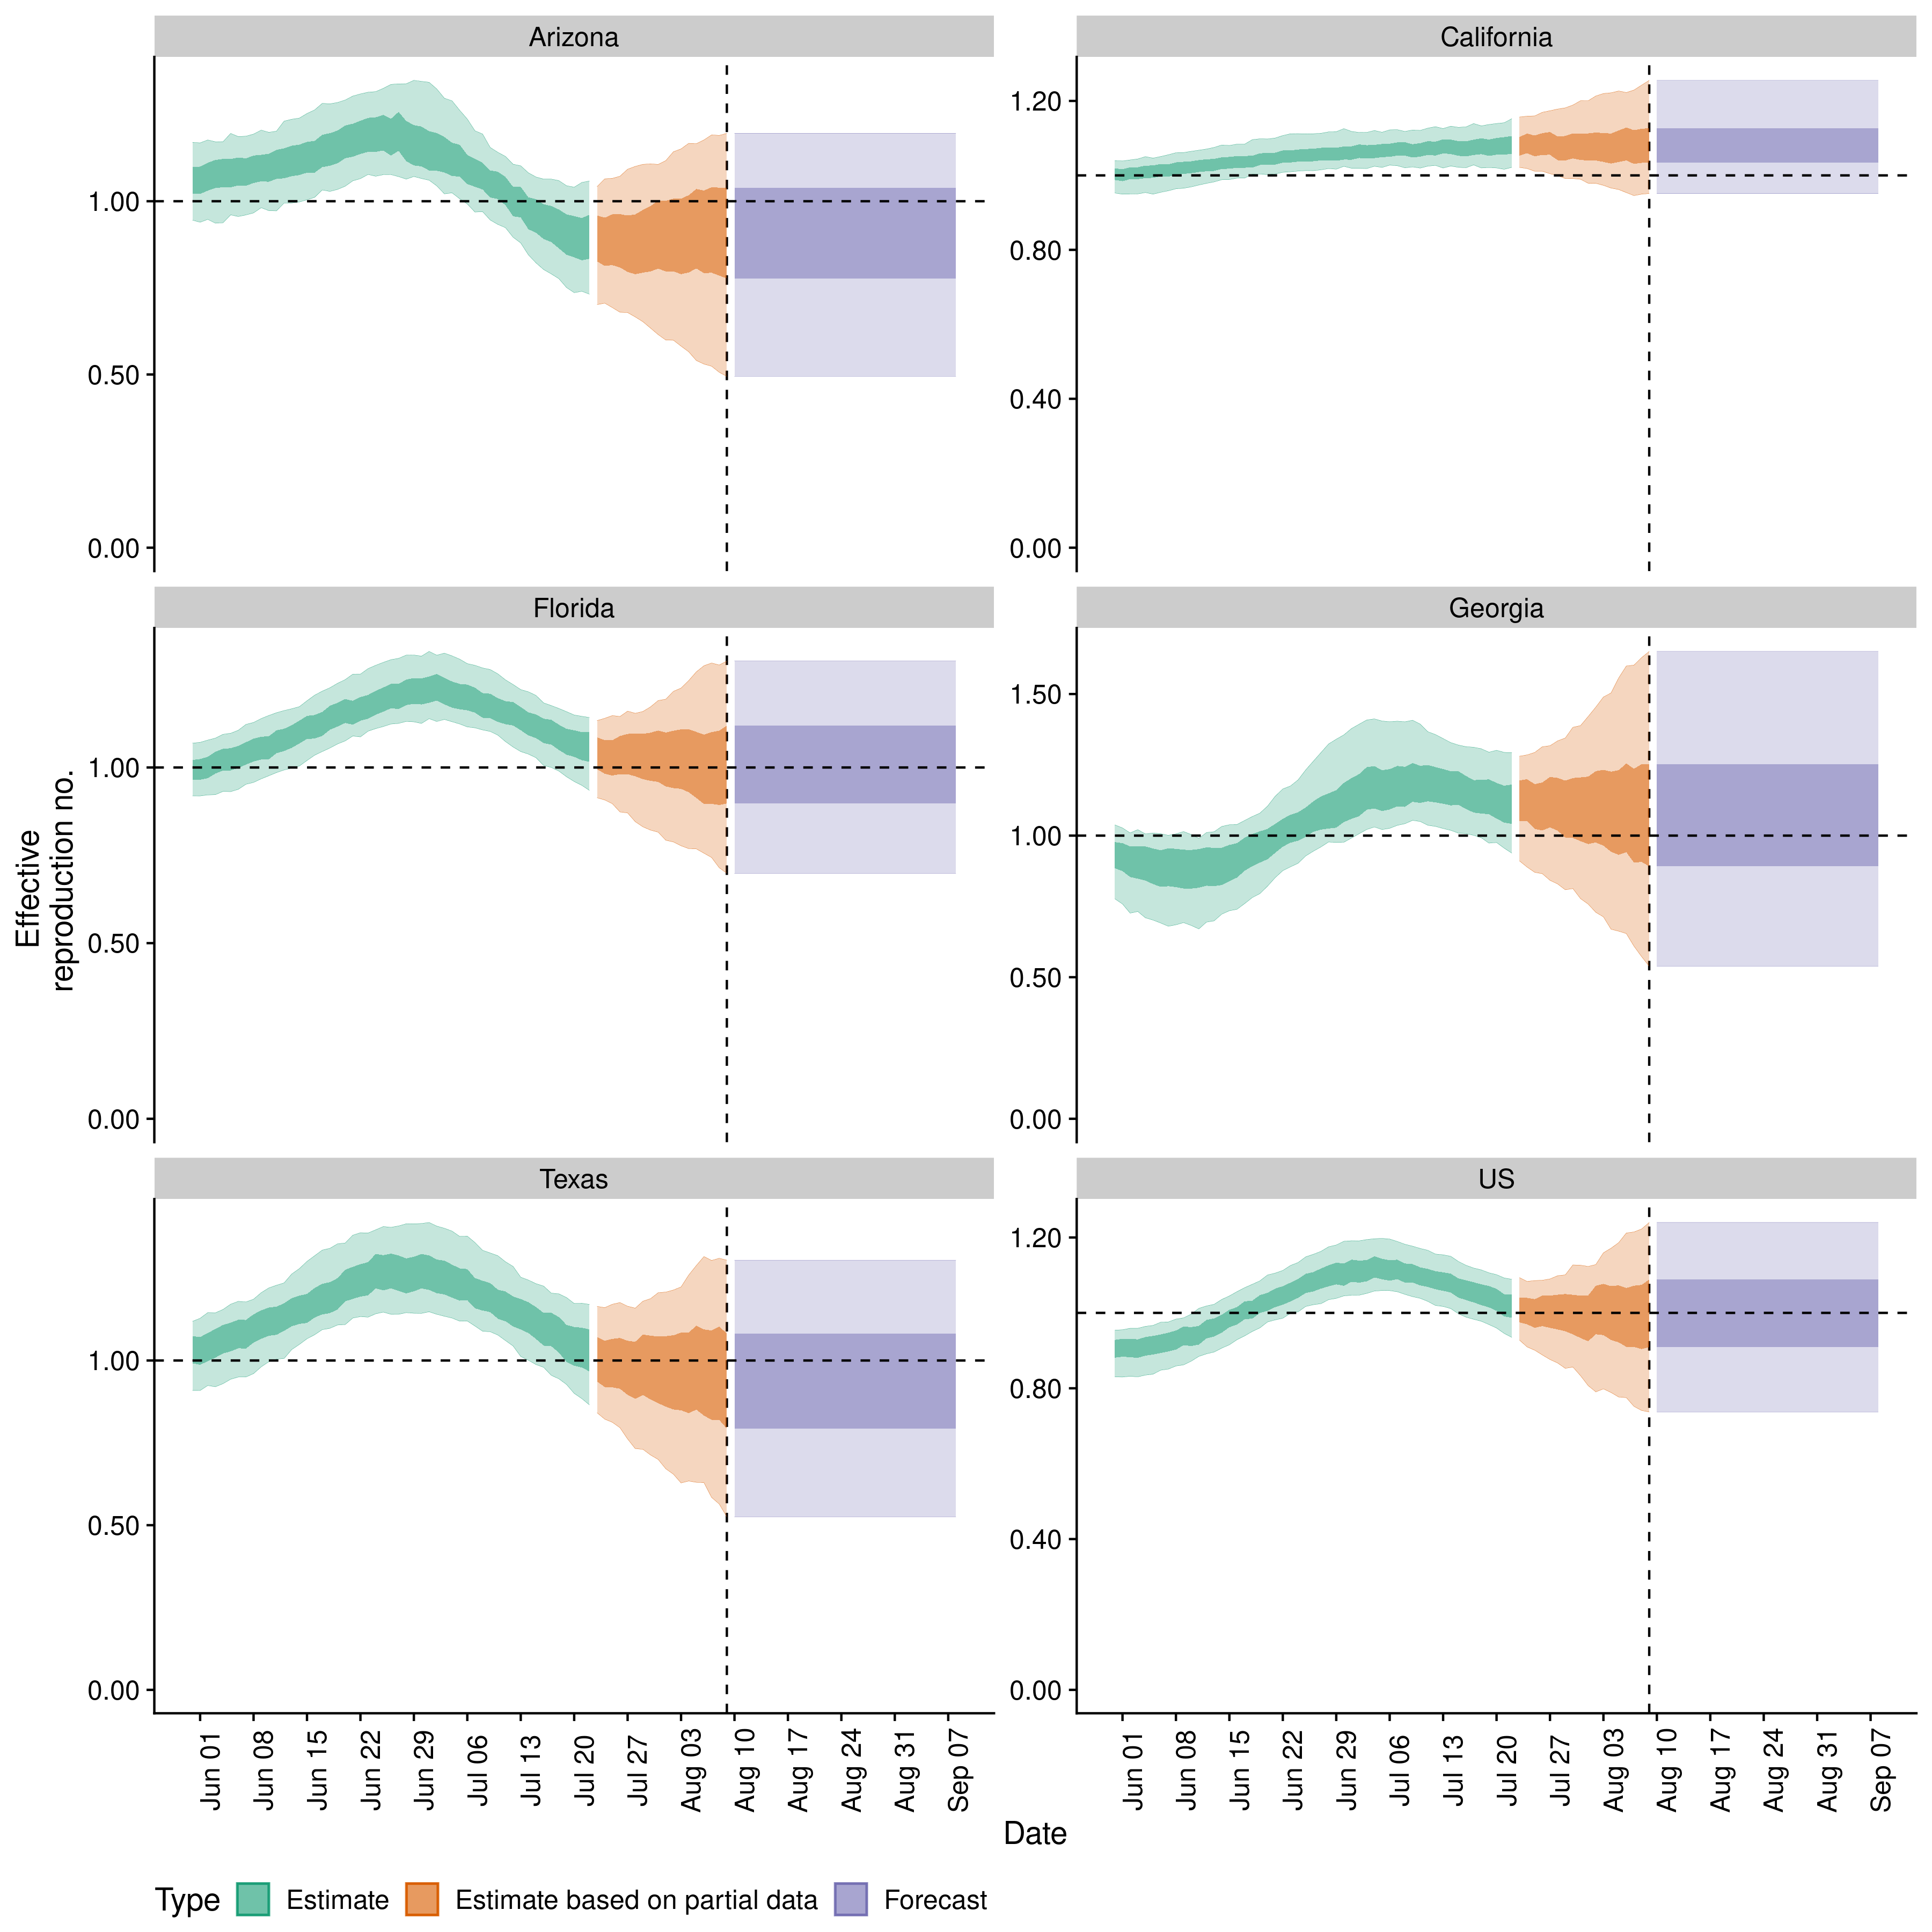 Arizona
California
1.00
0.50
0.00
1.20
0.80
0.40
0.00
Florida
Georgia
1.00
0.50
0.00
1.50
1.00
0.50
0.00
Texas
US
1.00
0.50
0.00
1.20
0.80
0.40
0.00
Effective
reproduction no.
Jun 01 Jun 08 Jun 15 Jun 22 Jun 29 Jul 06 Jul 13 Jul 20 Jul 27 Aug 03 Aug 10 Aug 17 Aug 24 Aug 31 Sep 07
Jun 01 Jun 08 Jun 15 Jun 22 Jun 29 Jul 06 Jul 13 Jul 20 Jul 27 Aug 03 Aug 10 Aug 17 Aug 24 Aug 31 Sep 07
Date
Type Estimate Estimate based on partial data Forecast